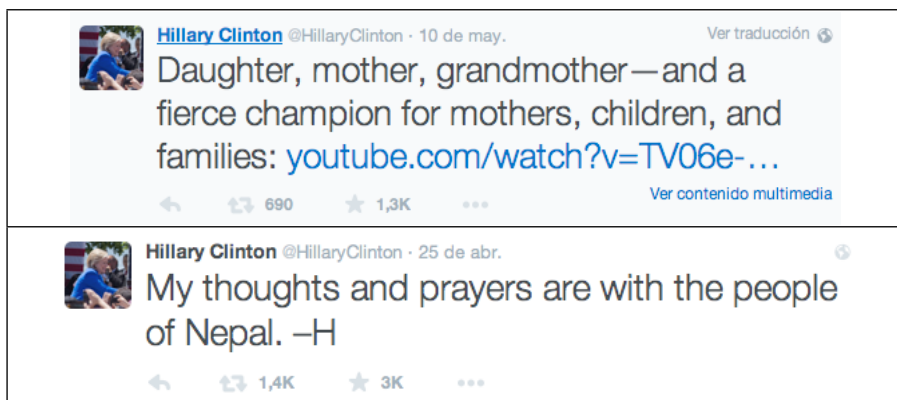 Hillary Clinton @HillaryClinton · 10 de may. Ver traducción
Daughter, mother, grandmother—and a
fierce champion for mothers, children, and
families: youtube.com/watch?v=TV06e-...
690 1,3K Ver contenido multimedia
Hillary Clinton @HillaryClinton · 25 de abr.
My thoughts and prayers are with the people
of Nepal. –H
1,4K 3K